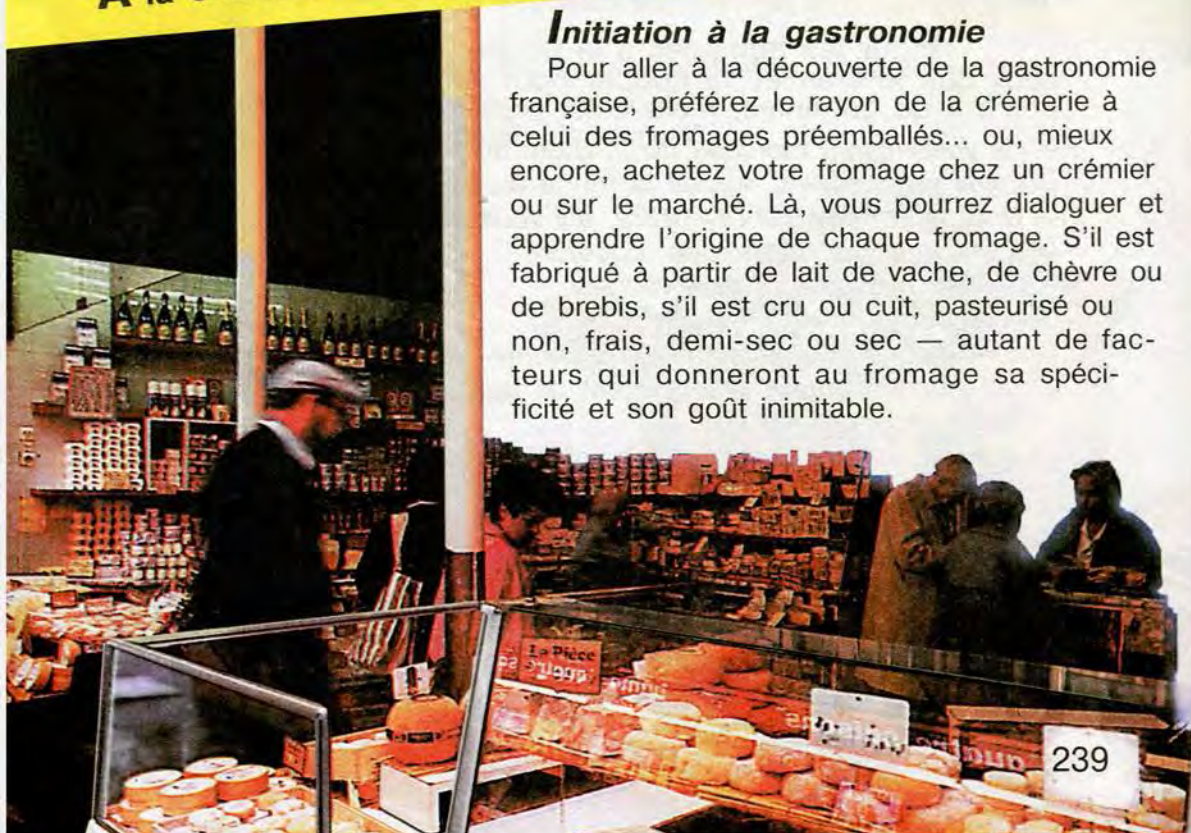 A la
Initiation à la gastronomie
Pour aller à la découverte de la gastronomie
française, préférez le rayon de la crémerie à
celui des fromages préemballés... ou, mieux
encore, achetez votre fromage chez un crémier
ou sur le marché. Là, vous pourrez dialoguer et
apprendre l'origine de chaque fromage. S'il est
fabriqué à partir de lait de vache, de chèvre ou
de brebis, s'il est cru ou cuit, pasteurisé ou
non, frais, demi-sec ou sec — autant de fac-
teurs qui donneront au fromage sa spéci-
ficité et son goût inimitable.
La Pièce
239